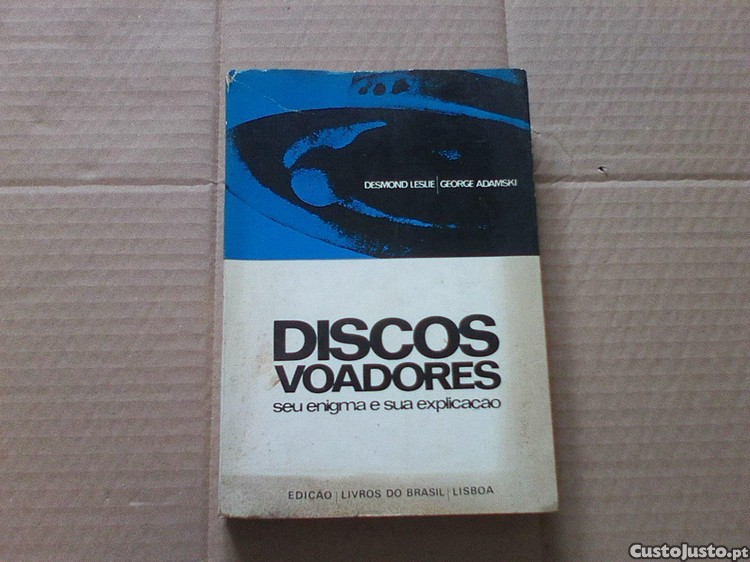 DESMOND LESLIE | GEORGE ADAMSKI
DISCOS
VOADORES
seu enigma e sua explicacao
EDIÇÃO | LIVROS DO BRASIL | LISBOA
CustoJusto.pt